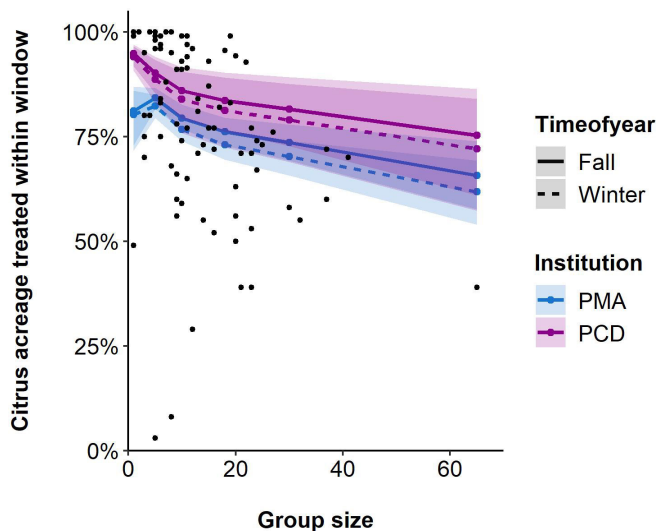 Citrus acreage treated within window
100%
75%
50%
25%
0%
0
20
40
60
Group size
Timeofyear
Fall
Winter
Institution
PMA
PCD